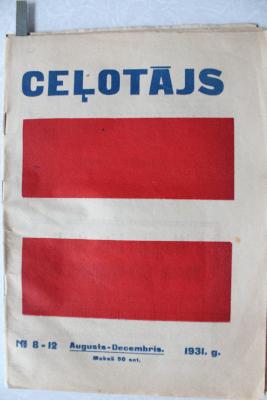 CEĻOTĀJS
№ 8-12 Augusts-Decembris. 1931. g.
Maksā 50 sant.